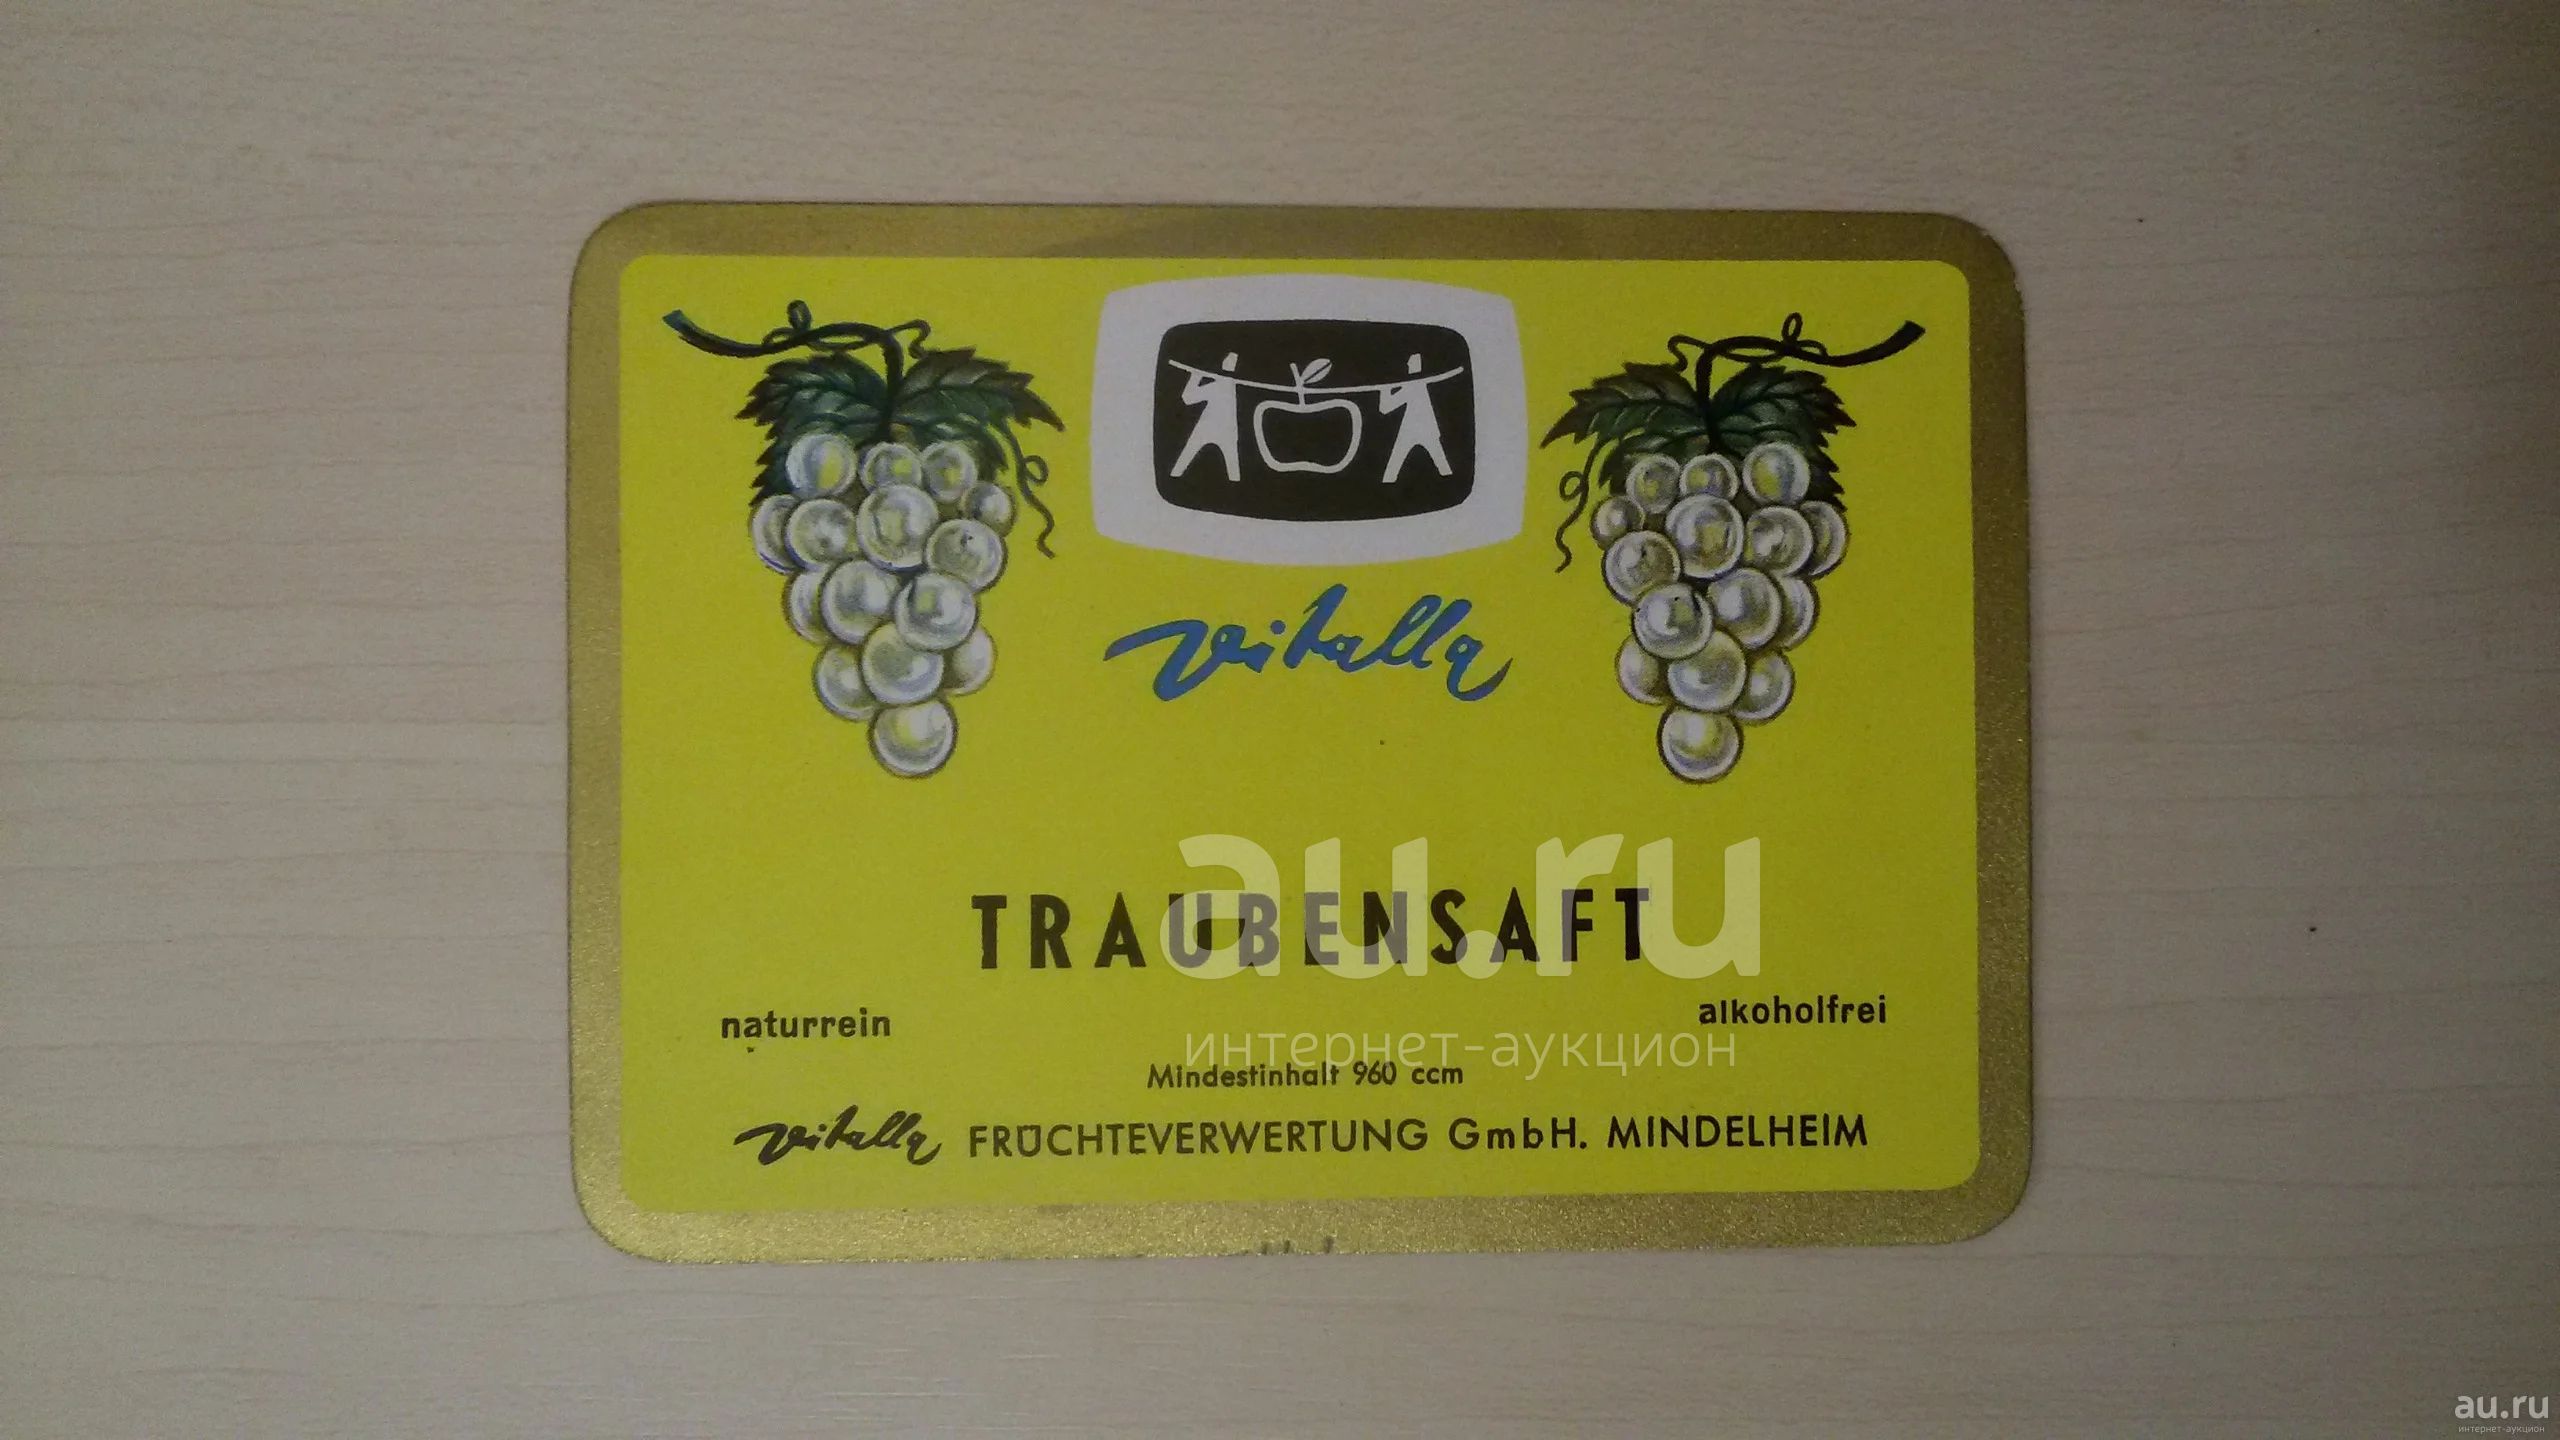 vitalla
au.ru
TRAUBENSAFT
naturrein
alkoholfrei
интернет-аукцион
Mindestinhalt 960 ccm
vitalla FRÜCHTEVERWERTUNG GmbH. MINDELHEIM
au.ru
интернет-аукцион